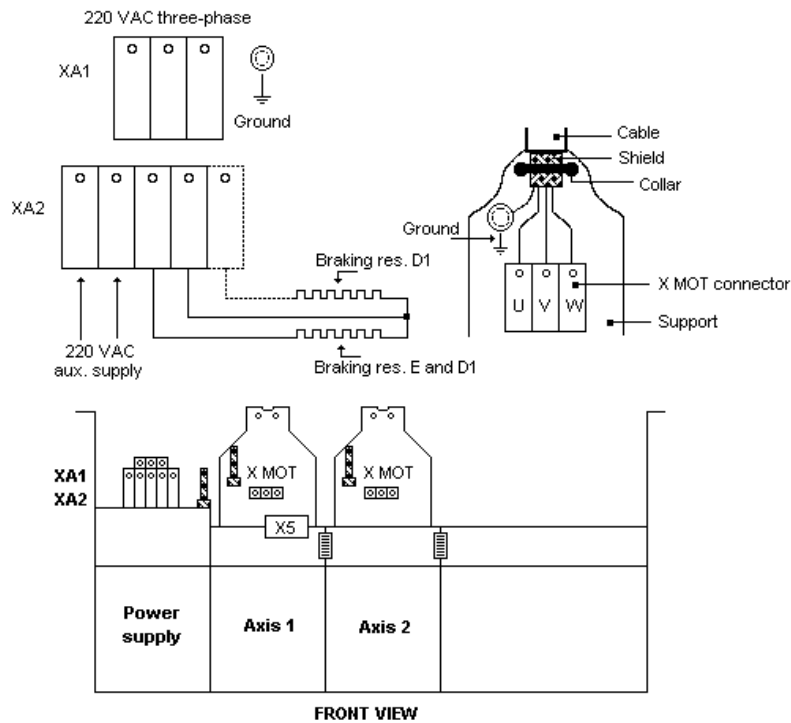 220 VAC three-phase
XA1
Ground
XA2
Braking res. D1
220 VAC
aux. supply
Braking res. E and D1
Cable
Shield
Collar
Ground
U V W
X MOT connector
Support
XA1
XA2
X MOT
X MOT
X5
Power
supply
Axis 1
Axis 2
FRONT VIEW